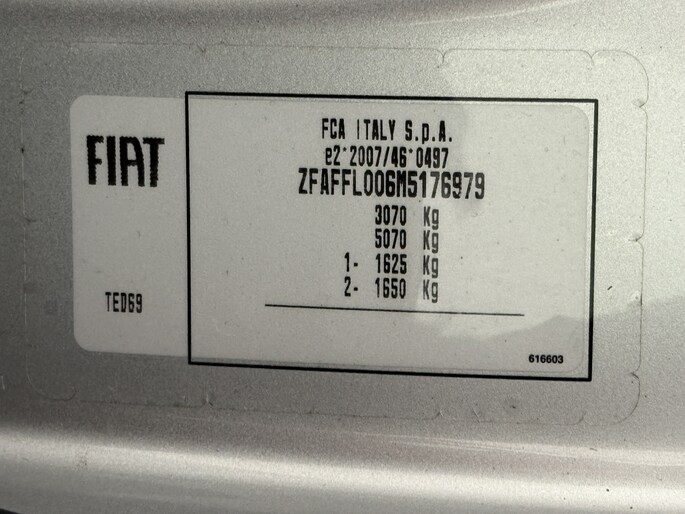 FIAT
TED69
FCA ITALY S.p.A.
e2*2007/46*0497
ZFAFFL006M5176979
3070 Kg
5070 Kg
1- 1625 Kg
2- 1650 Kg
616603